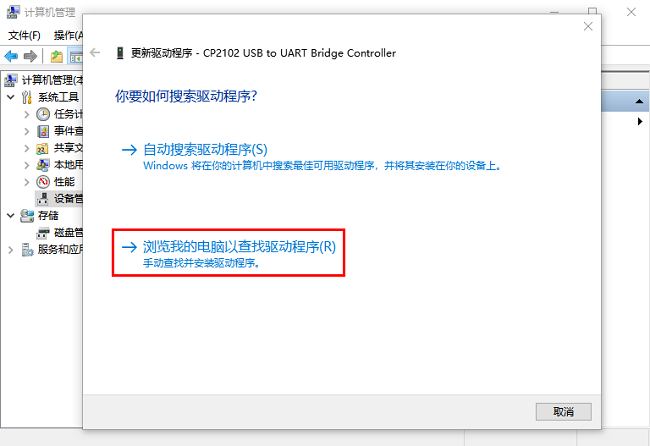 计算机管理
文件(F)
操作(A
更新驱动程序 - CP2102 USB to UART Bridge Controller
你要如何搜索驱动程序?
自动搜索驱动程序(S)
Windows 将在你的计算机中搜索最佳可用驱动程序，并将其安装在你的设备上。
浏览我的电脑以查找驱动程序(R)
手动查找并安装驱动程序。
取消
计算机管理(本
系统工具
任务计
事件查
共享文
本地用
性能
设备管
存储
磁盘管
服务和应用